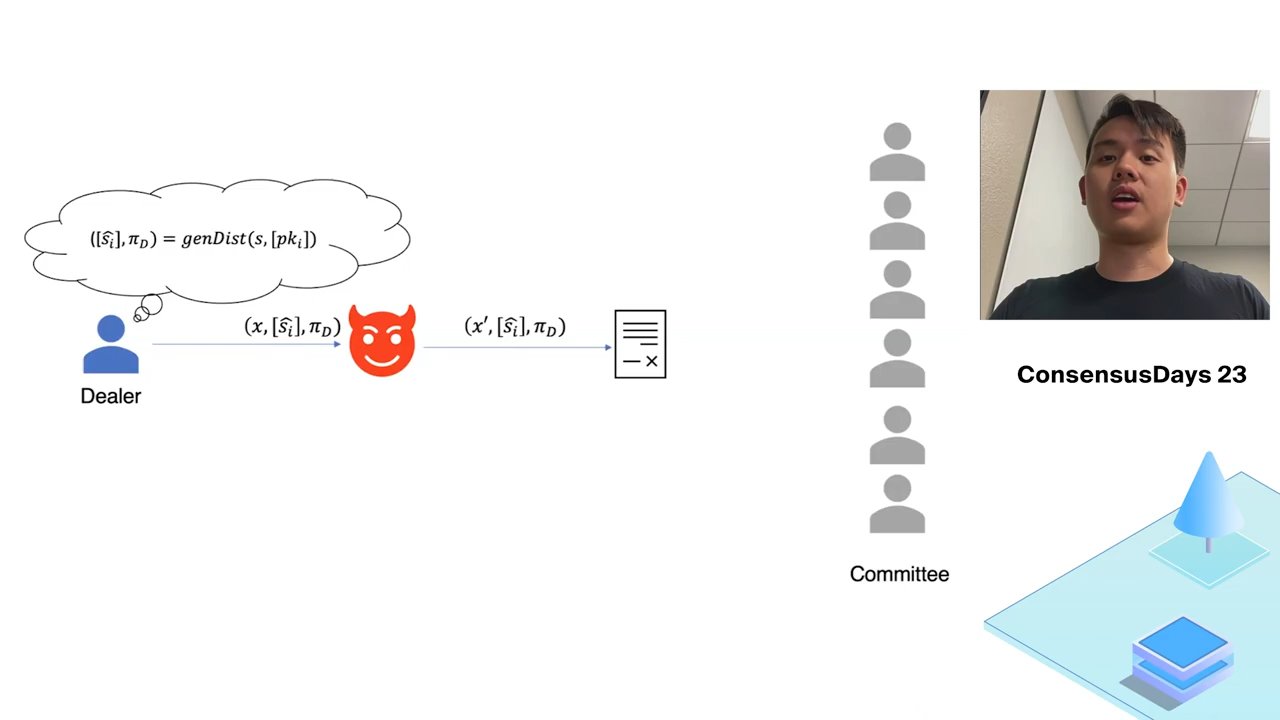 ([ŝᵢ], π_D) = genDist(s, [pkᵢ])
(x, [ŝᵢ], π_D)
(x′, [ŝᵢ], π_D)
Dealer
ConsensusDays 23
Committee